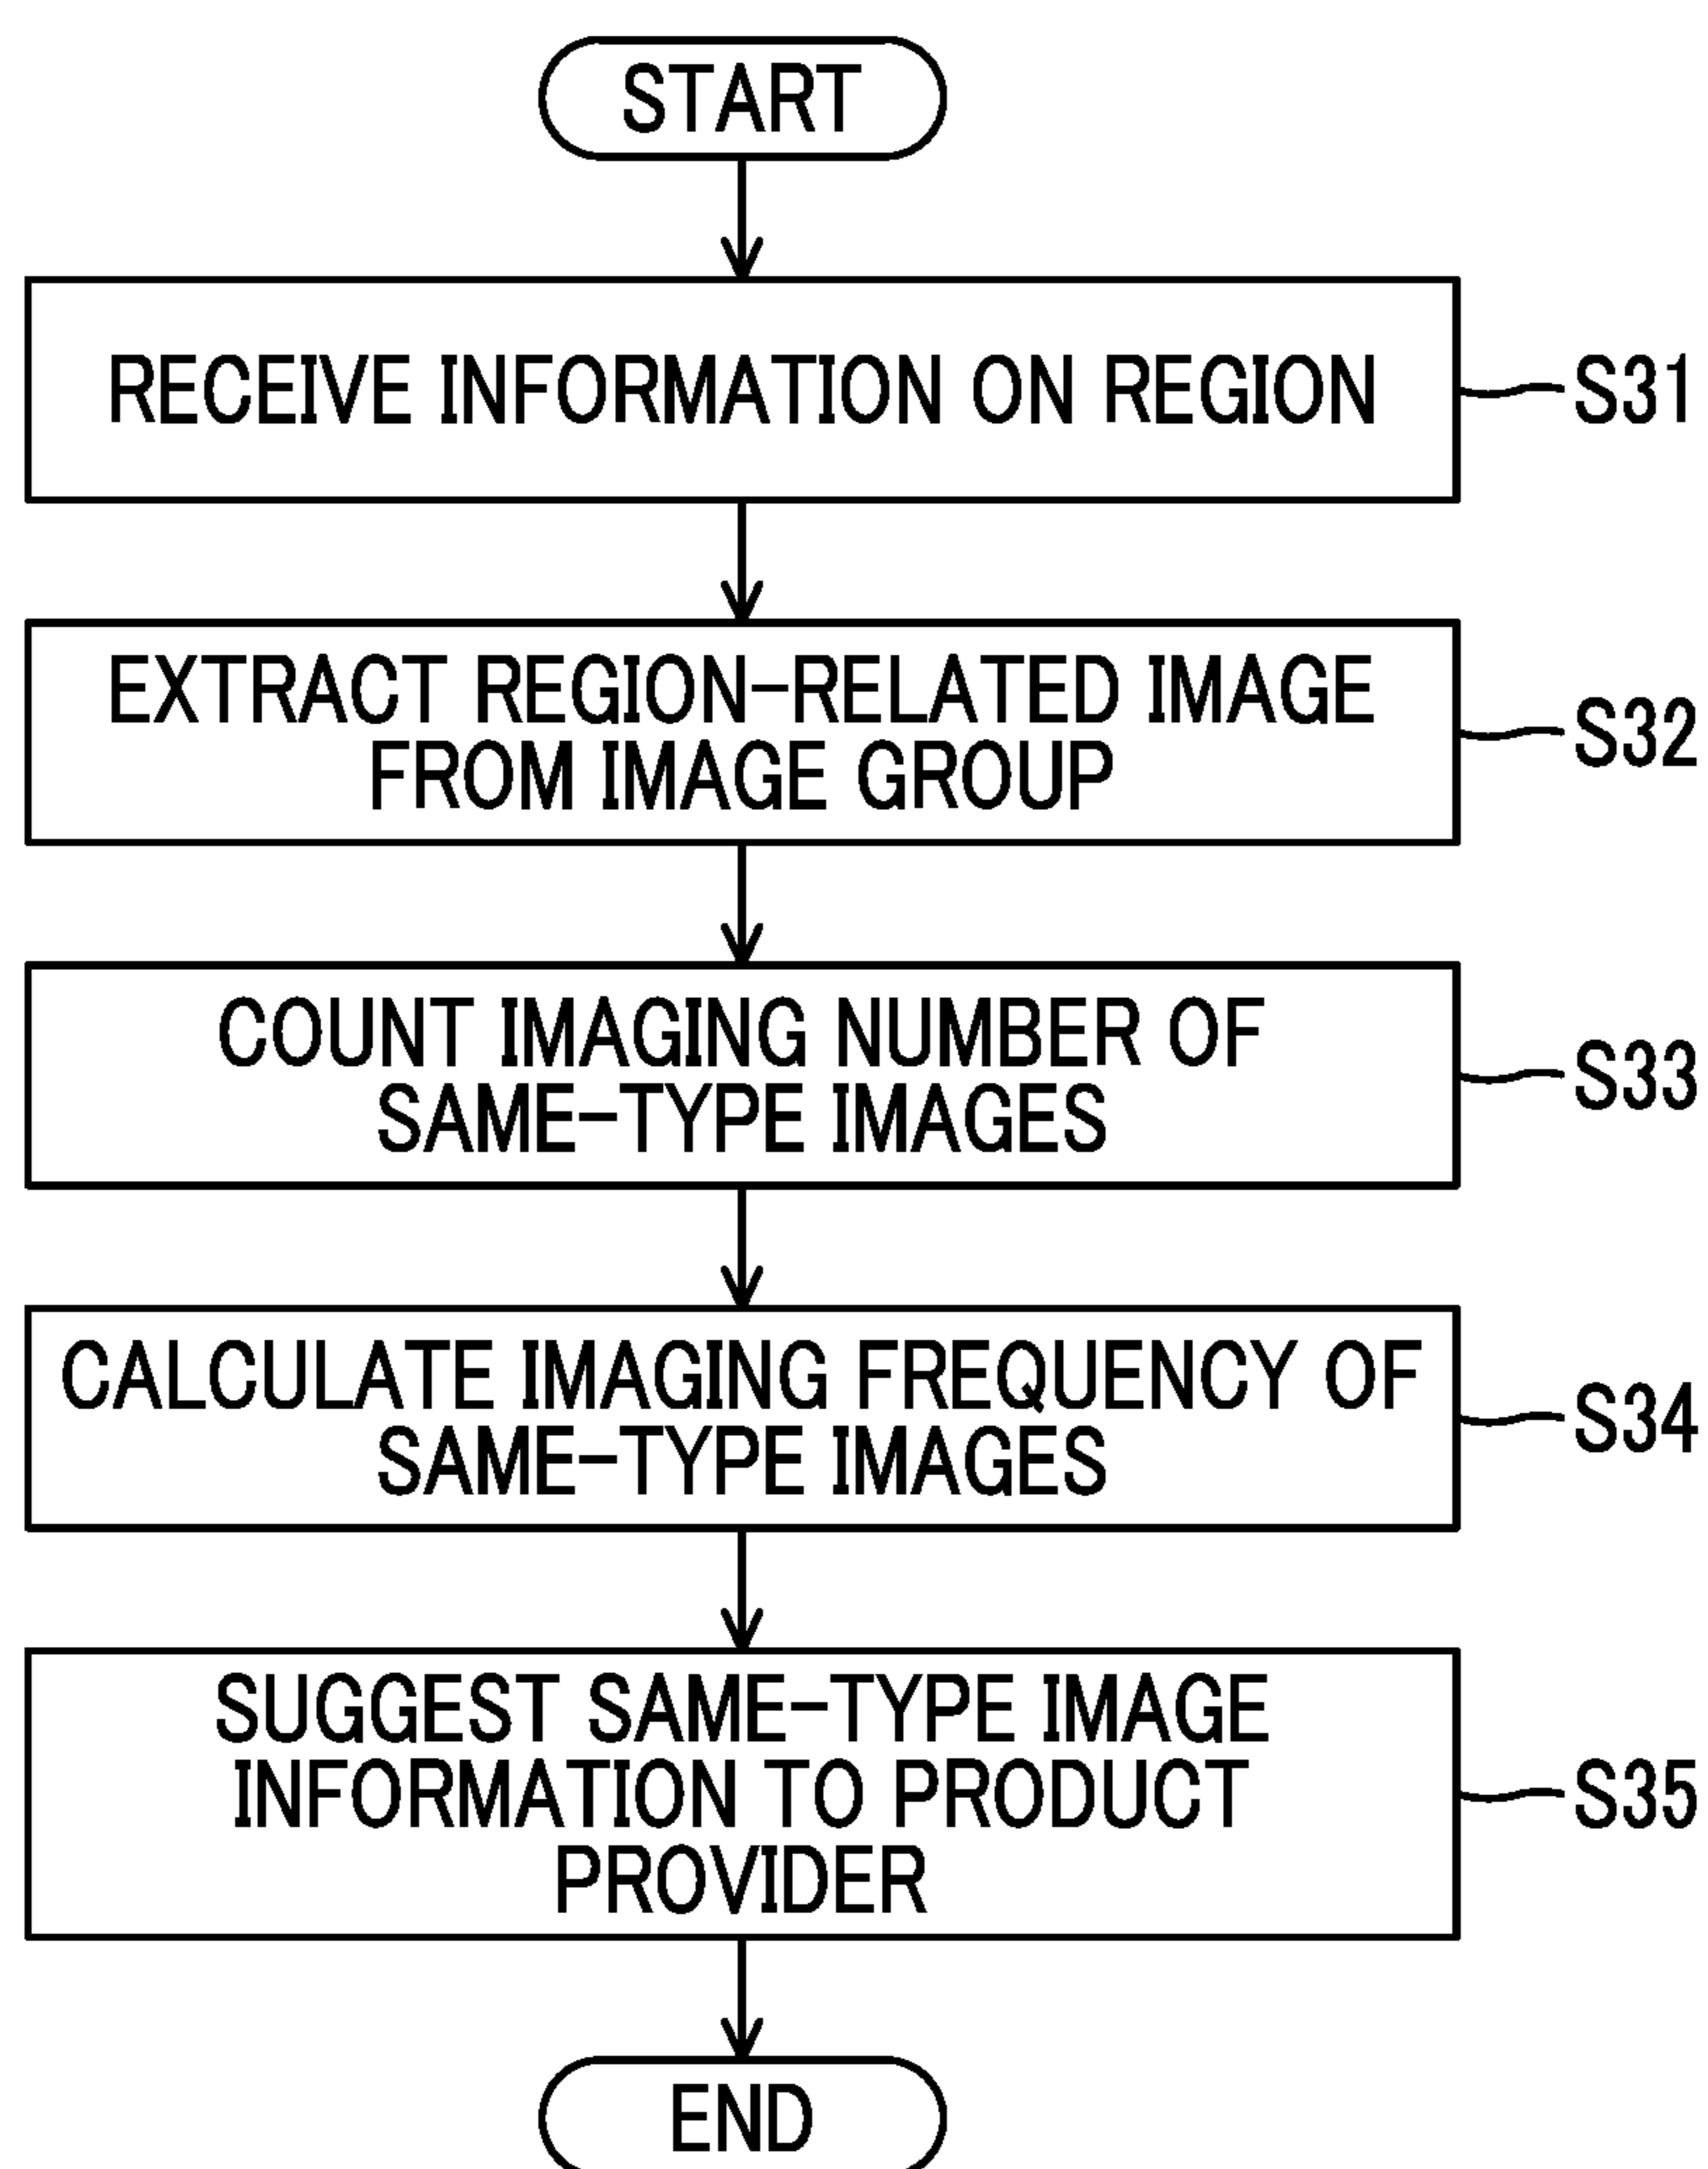 START
RECEIVE INFORMATION ON REGION
S31
EXTRACT REGION-RELATED IMAGE
FROM IMAGE GROUP
S32
COUNT IMAGING NUMBER OF
SAME-TYPE IMAGES
S33
CALCULATE IMAGING FREQUENCY OF
SAME-TYPE IMAGES
S34
SUGGEST SAME-TYPE IMAGE
INFORMATION TO PRODUCT
PROVIDER
S35
END